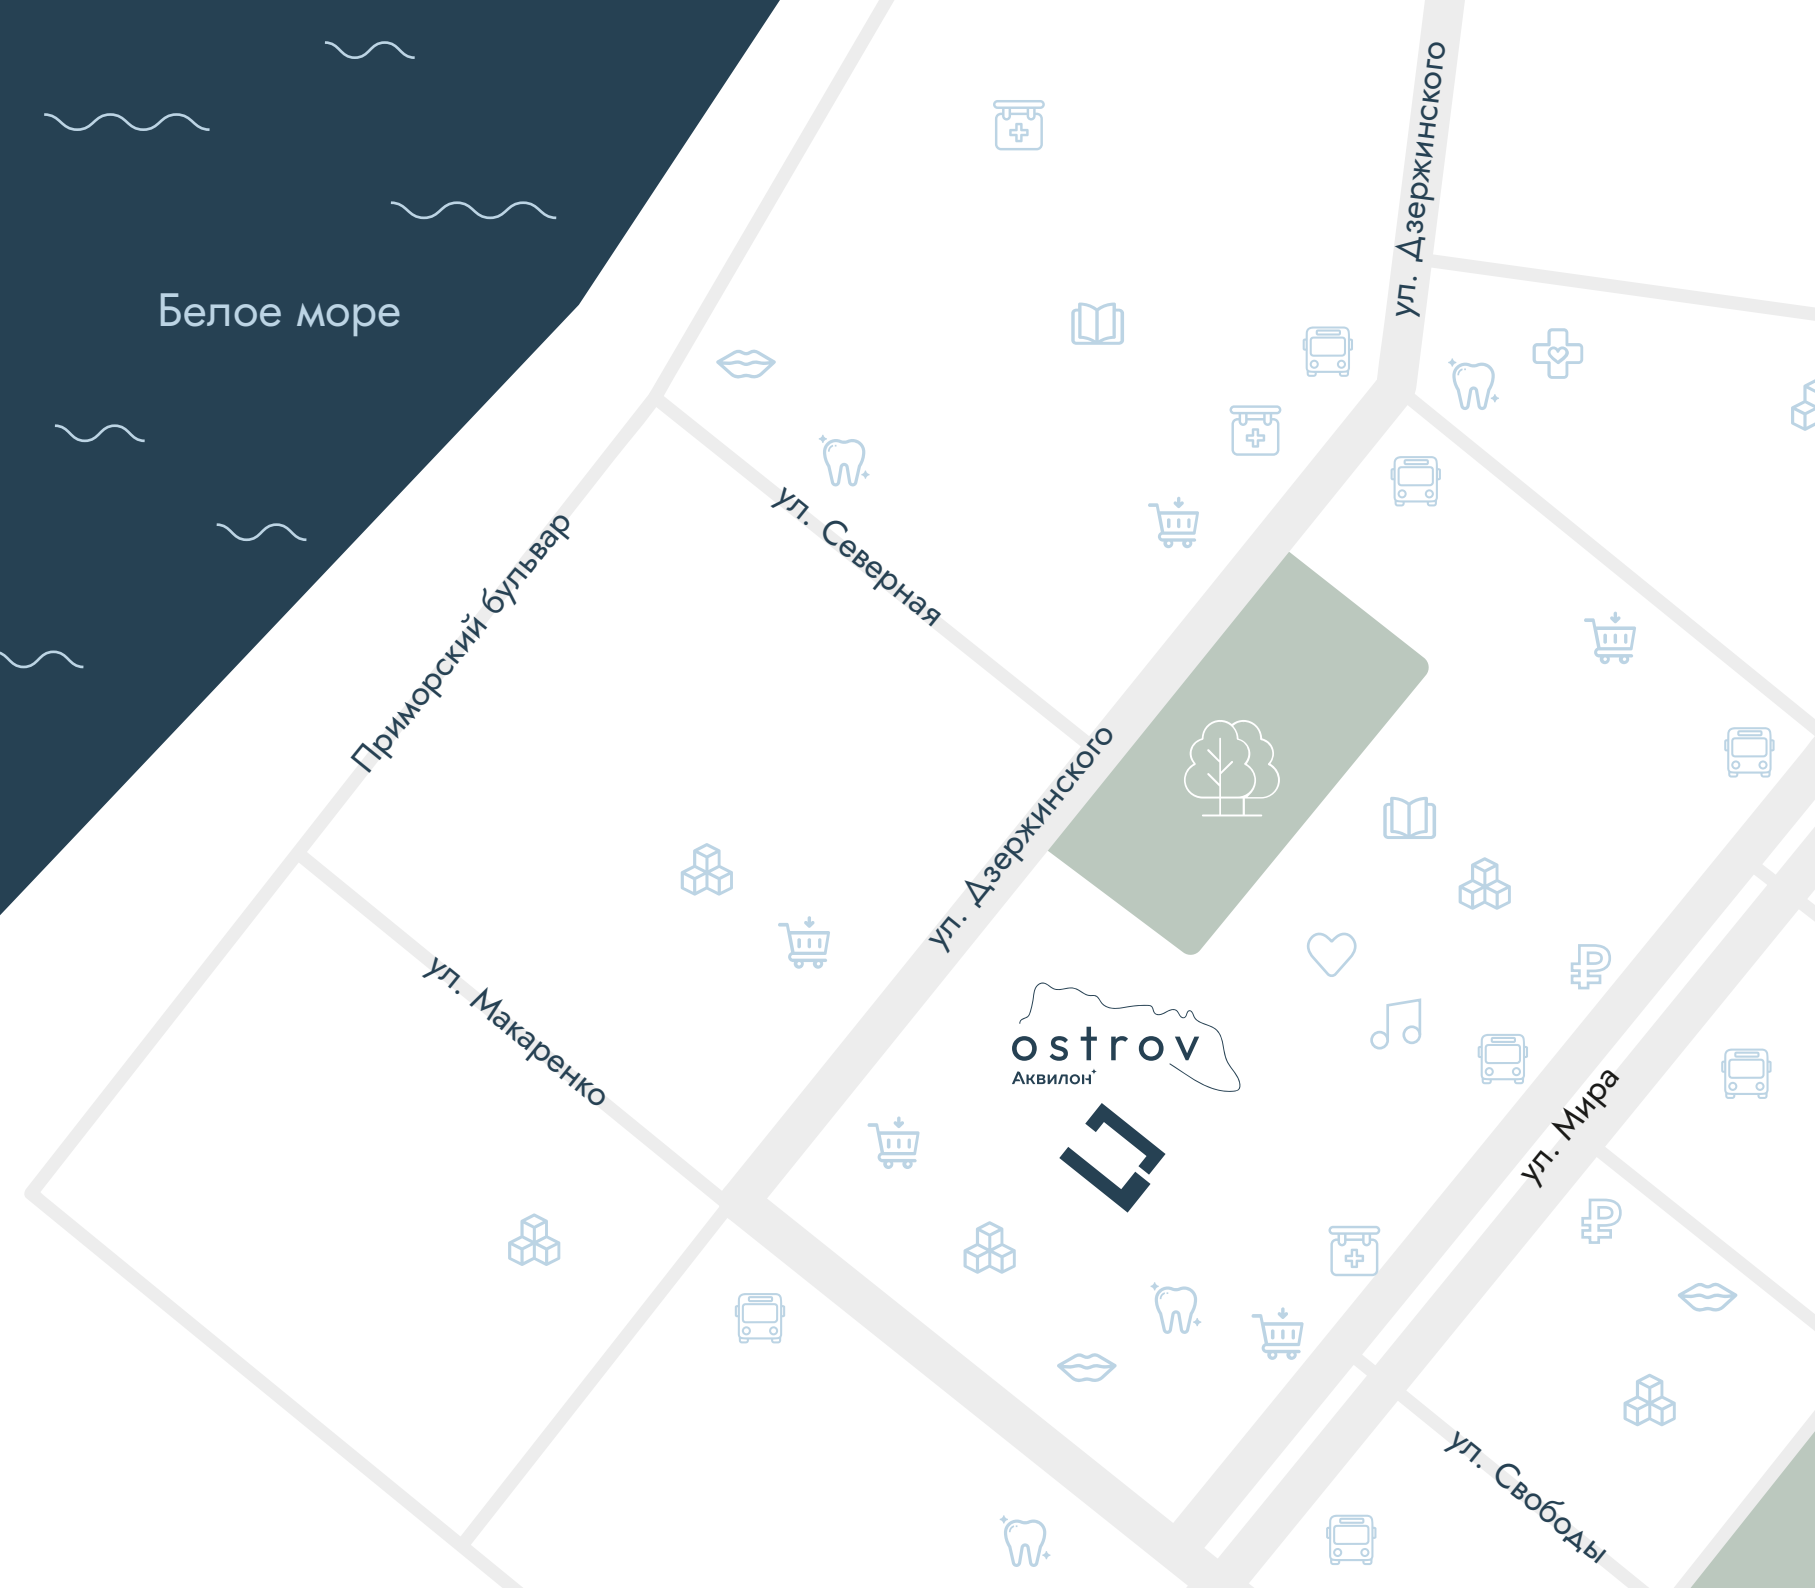 ул. Дзержинского
Белое море
ул. Северная
Приморский бульвар
ул. Дзержинского
ул. Макаренко
ostrov
Аквилон
ул. Мира
ул. Свободы